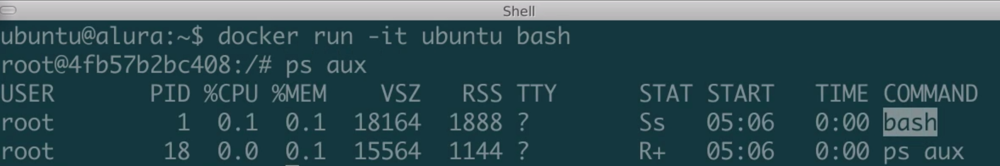 Shell
ubuntu@alura:~$ docker run -it ubuntu bash
root@4fb57b2bc408:/# ps aux
USER       PID %CPU %MEM    VSZ   RSS TTY      STAT START   TIME COMMAND
root         1  0.1  0.1  18164  1888 ?        Ss   05:06   0:00 bash
root        18  0.0  0.1  15564  1144 ?        R+   05:06   0:00 ps aux